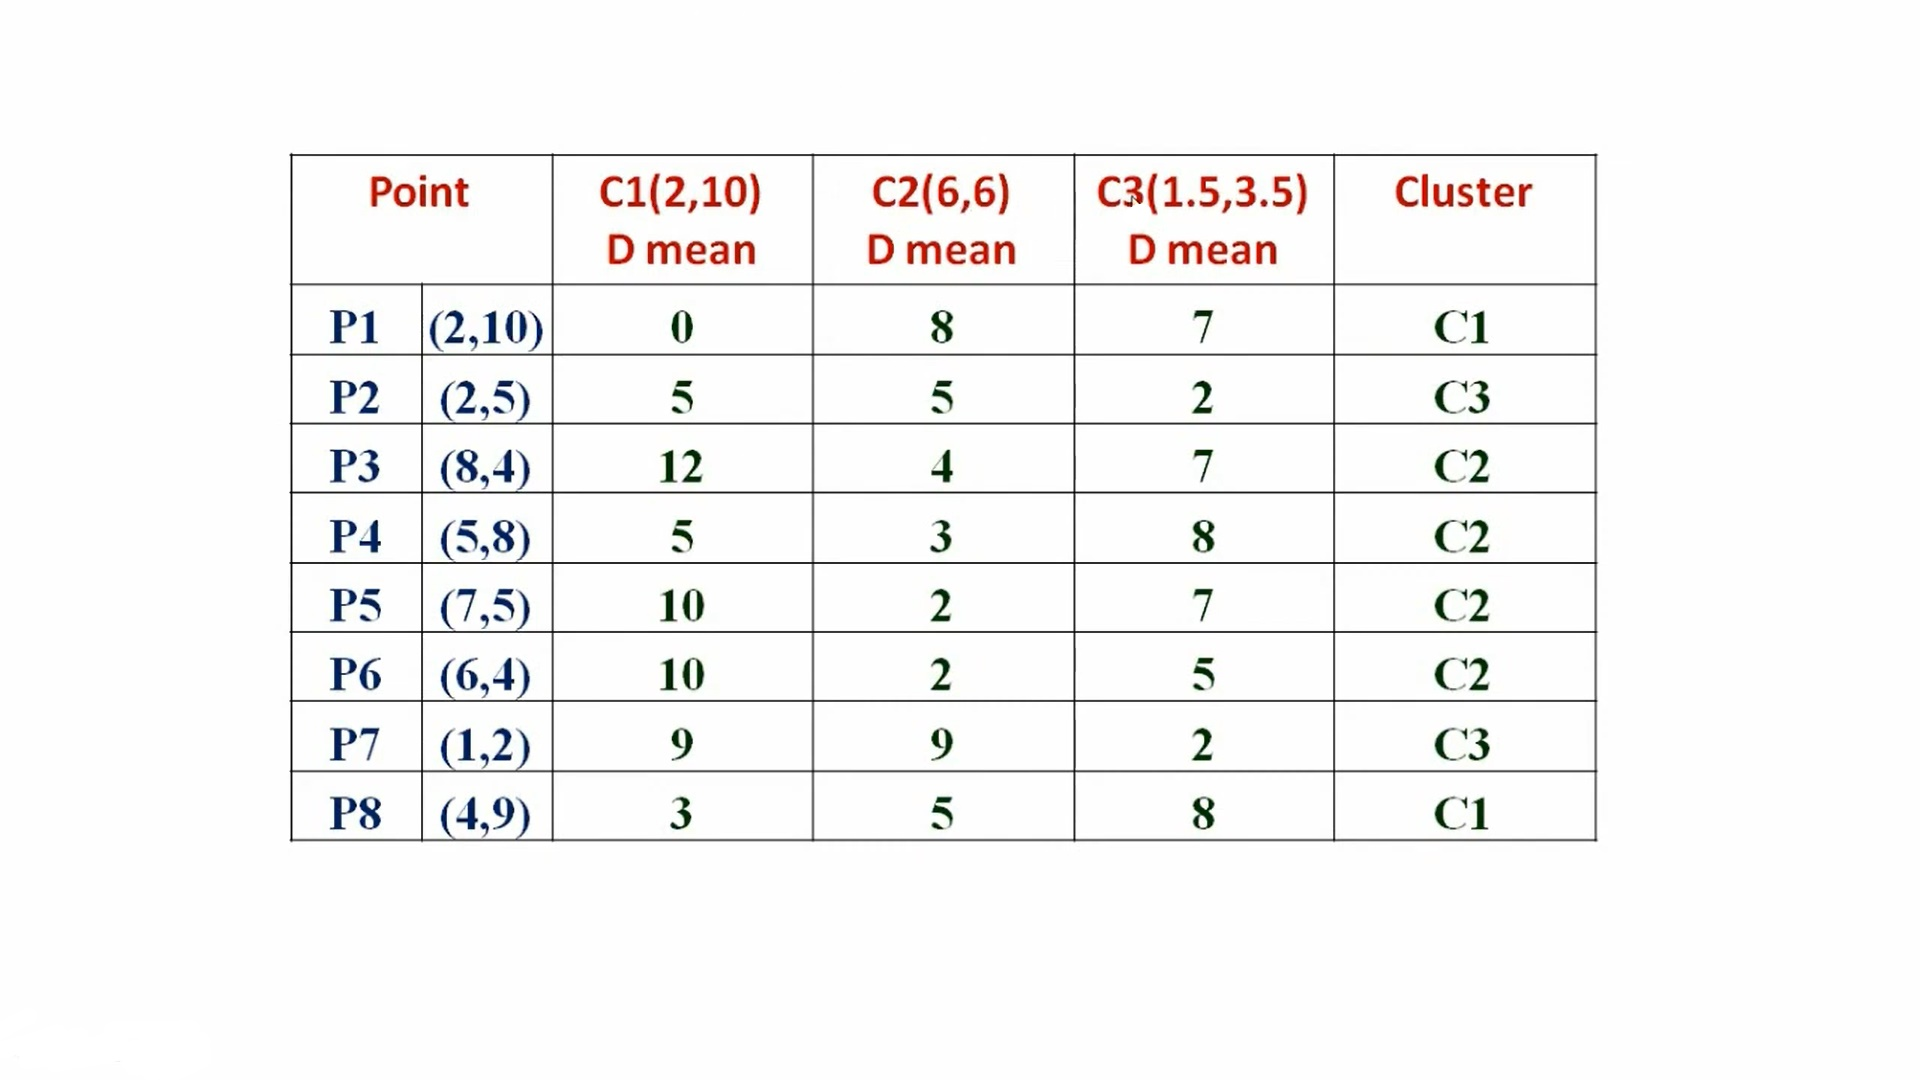 Point C1(2,10) C2(6,6) C3(1.5,3.5) Cluster
D mean D mean D mean
P1 (2,10) 0 8 7 C1
P2 (2,5) 5 5 2 C3
P3 (8,4) 12 4 7 C2
P4 (5,8) 5 3 8 C2
P5 (7,5) 10 2 7 C2
P6 (6,4) 10 2 5 C2
P7 (1,2) 9 9 2 C3
P8 (4,9) 3 5 8 C1